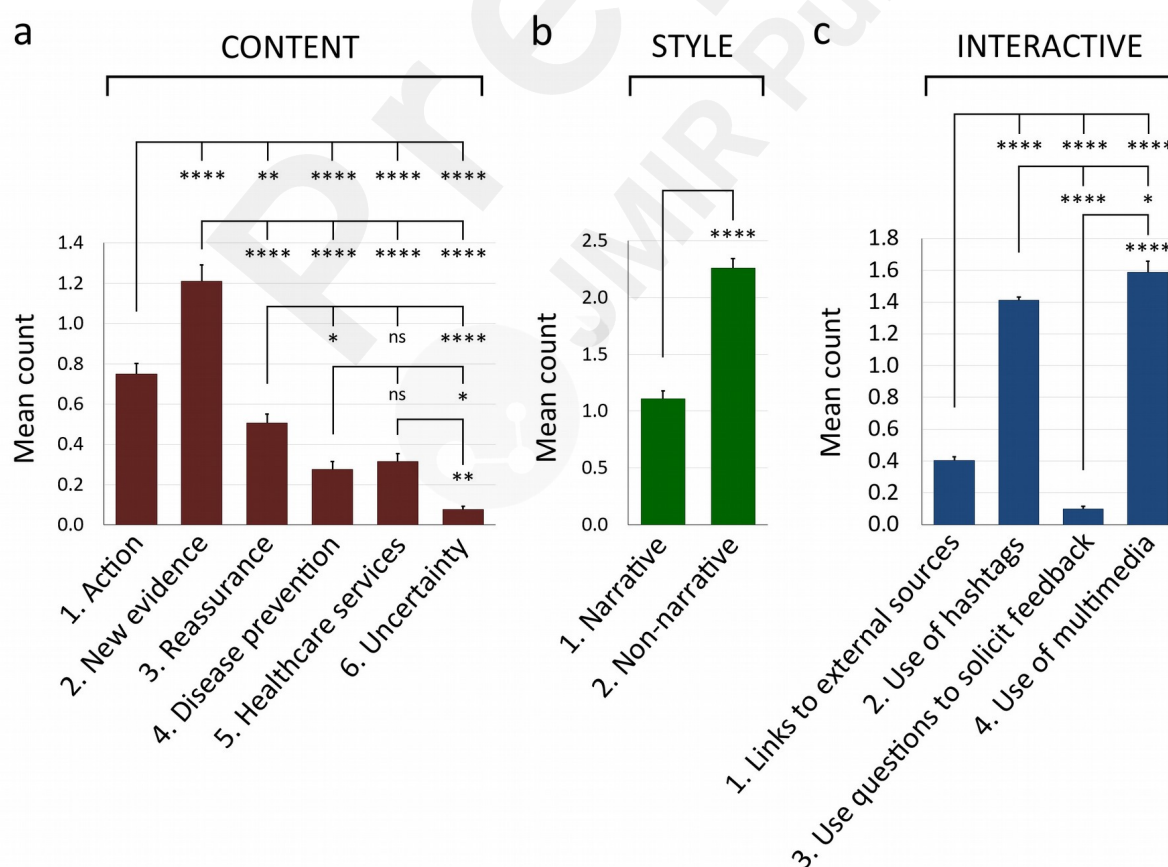 a
CONTENT
**** ** **** **** ****
**** **** **** ****
* ns ****
ns *
**
Mean count
1.4
1.2
1.0
0.8
0.6
0.4
0.2
0.0
1. Action
2. New evidence
3. Reassurance
4. Disease prevention
5. Healthcare services
6. Uncertainty
b
STYLE
****
Mean count
2.5
2.0
1.5
1.0
0.5
0.0
1. Narrative
2. Non-narrative
c
INTERACTIVE
**** **** ****
**** *
****
Mean count
1.8
1.6
1.4
1.2
1.0
0.8
0.6
0.4
0.2
0.0
1. Links to external sources
2. Use of hashtags
3. Use questions to solicit feedback
4. Use of multimedia
Pre
JMIR Pu